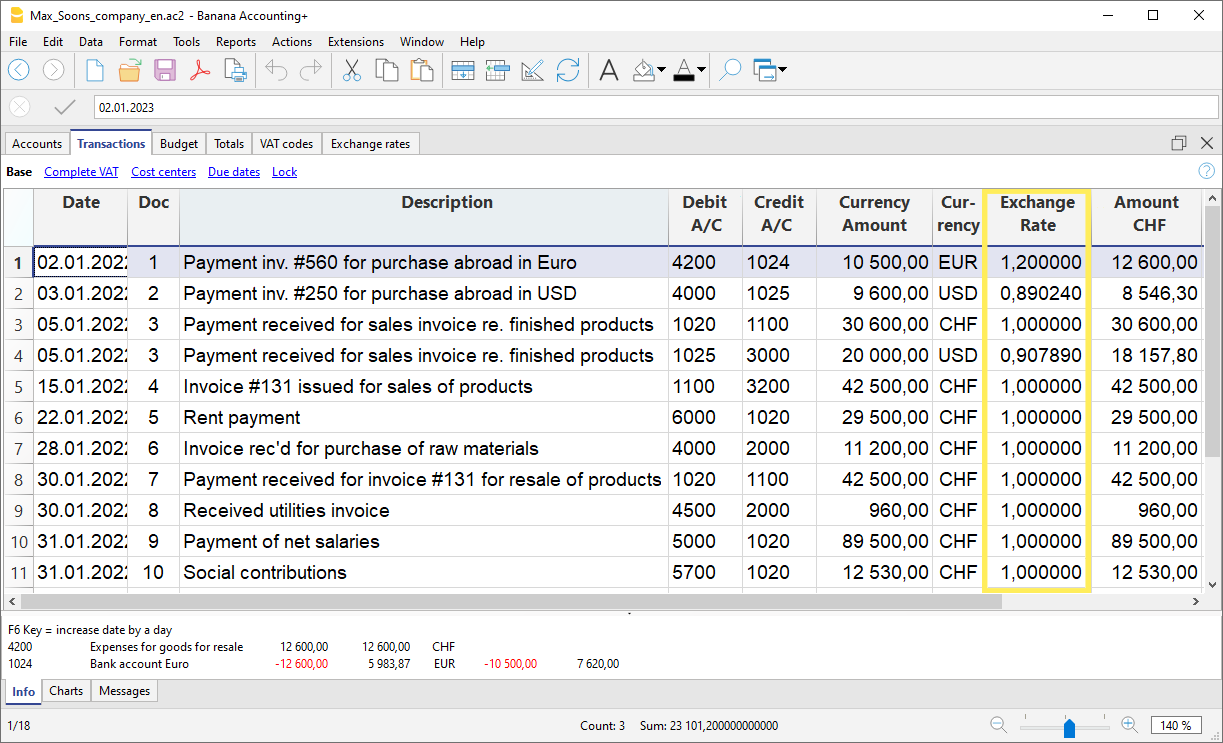 Max_Soons_company_en.ac2 - Banana Accounting+
File Edit Data Format Tools Reports Actions Extensions Window Help
02.01.2023
Accounts Transactions Budget Totals VAT codes Exchange rates
Base Complete VAT Cost centers Due dates Lock
Date Doc Description Debit A/C Credit A/C Currency Amount Cur-rency Exchange Rate Amount CHF
1 02.01.2022 1 Payment inv. #560 for purchase abroad in Euro 4200 1024 10 500,00 EUR 1,200000 12 600,00
2 03.01.2022 2 Payment inv. #250 for purchase abroad in USD 4000 1025 9 600,00 USD 0,890240 8 546,30
3 05.01.2022 3 Payment received for sales invoice re. finished products 1020 1100 30 600,00 CHF 1,000000 30 600,00
4 05.01.2022 3 Payment received for sales invoice re. finished products 1025 3000 20 000,00 USD 0,907890 18 157,80
5 15.01.2022 4 Invoice #131 issued for sales of products 1100 3200 42 500,00 CHF 1,000000 42 500,00
6 22.01.2022 5 Rent payment 6000 1020 29 500,00 CHF 1,000000 29 500,00
7 28.01.2022 6 Invoice rec'd for purchase of raw materials 4000 2000 11 200,00 CHF 1,000000 11 200,00
8 30.01.2022 7 Payment received for invoice #131 for resale of products 1020 1100 42 500,00 CHF 1,000000 42 500,00
9 30.01.2022 8 Received utilities invoice 4500 2000 960,00 CHF 1,000000 960,00
10 31.01.2022 9 Payment of net salaries 5000 1020 89 500,00 CHF 1,000000 89 500,00
11 31.01.2022 10 Social contributions 5700 1020 12 530,00 CHF 1,000000 12 530,00
F6 Key = increase date by a day
4200 Expenses for goods for resale 12 600,00 12 600,00 CHF
1024 Bank account Euro -12 600,00 5 983,87 EUR -10 500,00 7 620,00
Info Charts Messages
1/18 Count: 3 Sum: 23 101,200000000000 140 %